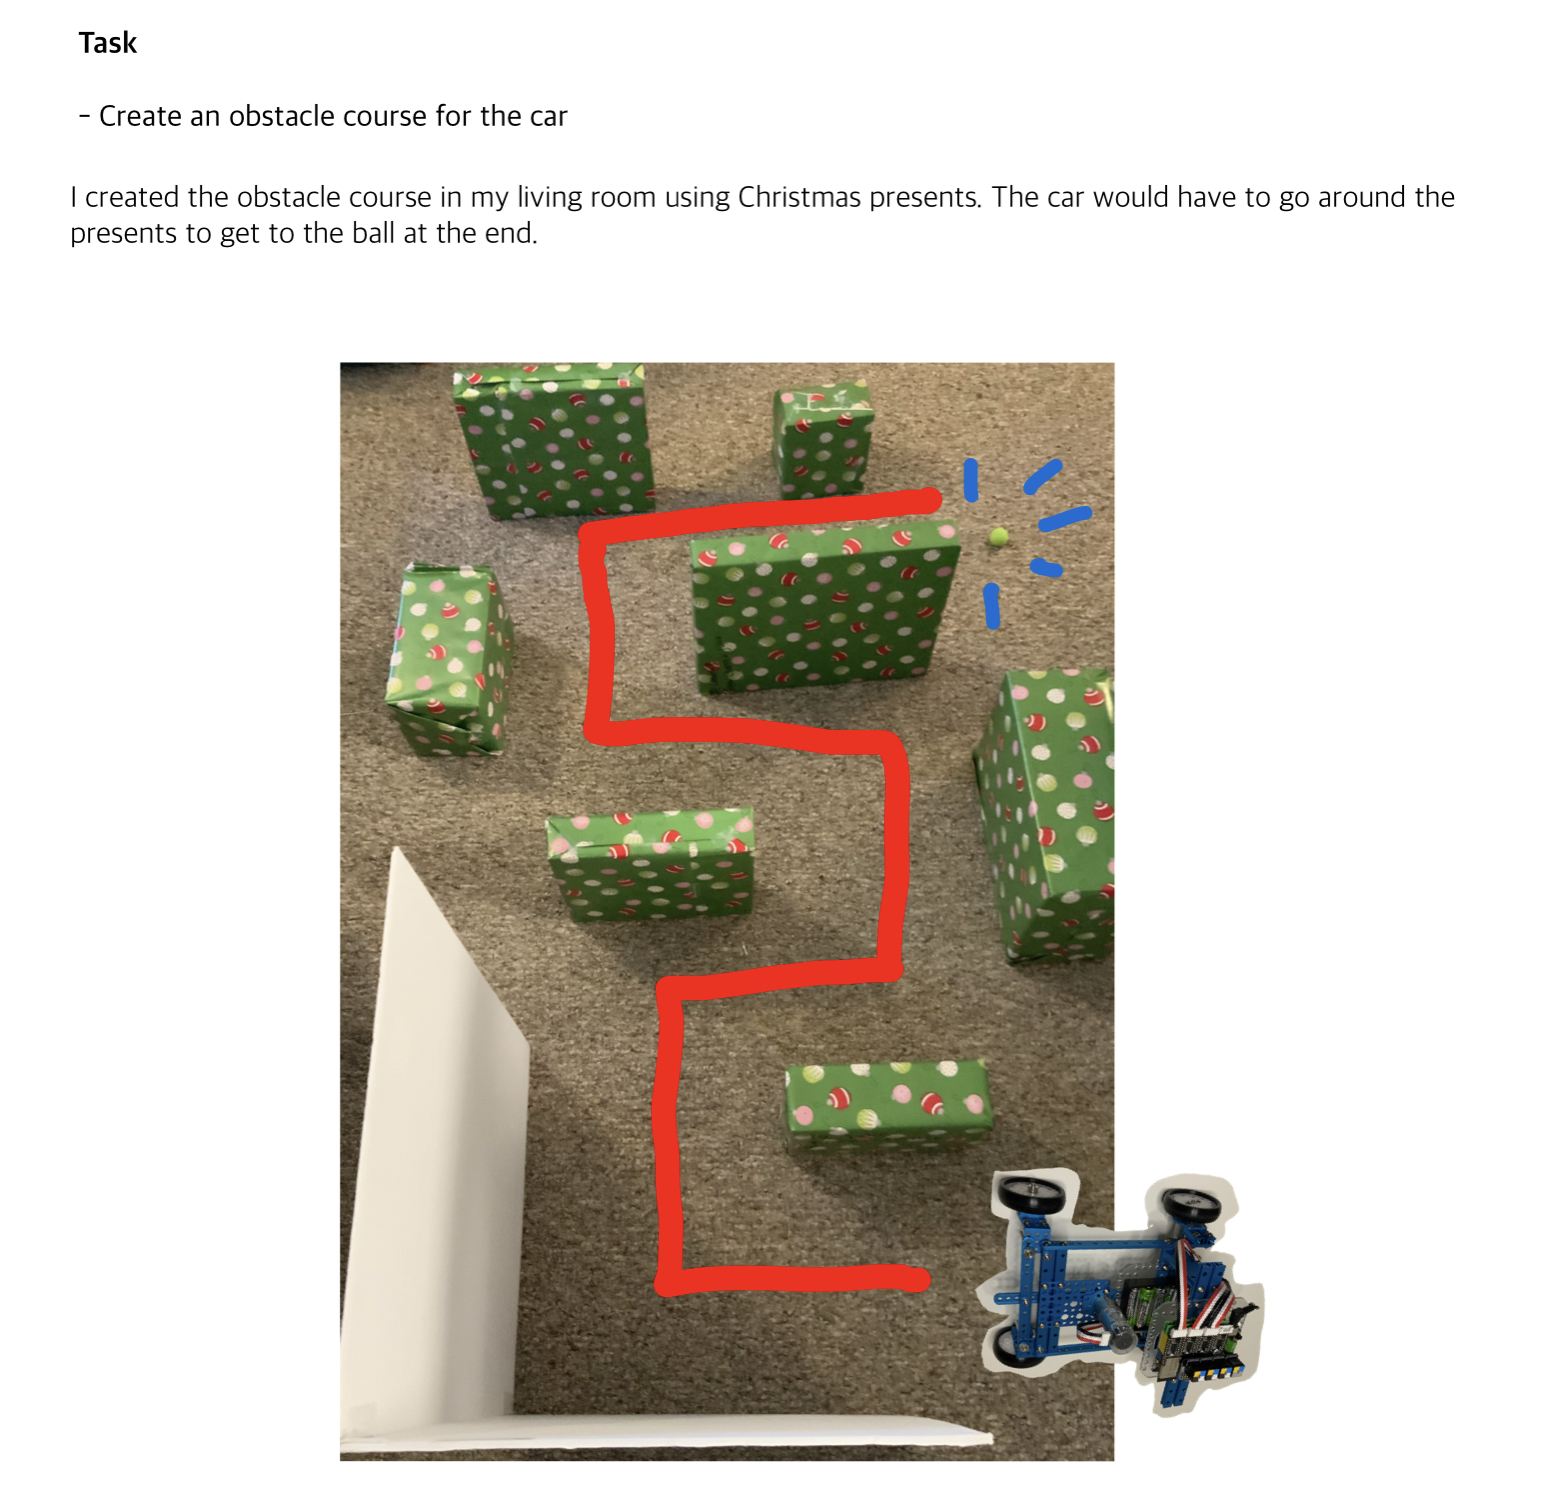 Task
- Create an obstacle course for the car
I created the obstacle course in my living room using Christmas presents. The car would have to go around the
presents to get to the ball at the end.